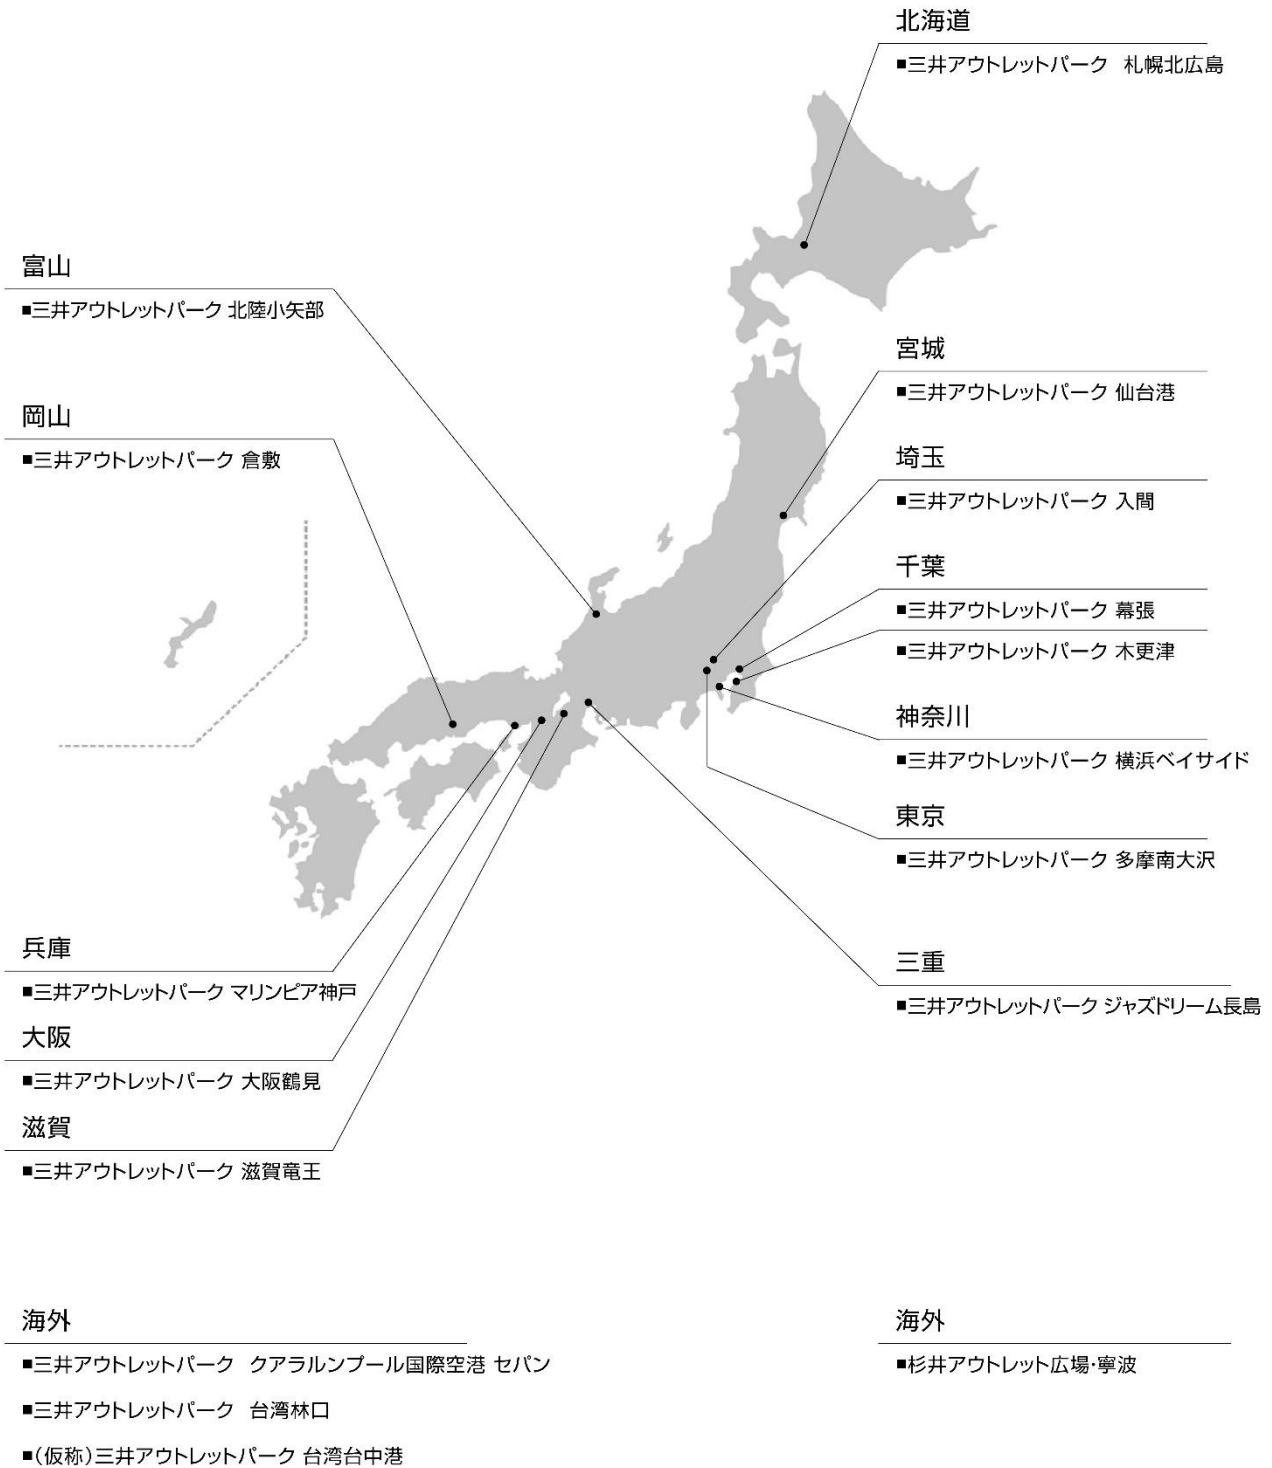 北海道
■三井アウトレットパーク 札幌北広島
富山
■三井アウトレットパーク 北陸小矢部
岡山
■三井アウトレットパーク 倉敷
宮城
■三井アウトレットパーク 仙台港
埼玉
■三井アウトレットパーク 入間
千葉
■三井アウトレットパーク 幕張
■三井アウトレットパーク 木更津
神奈川
■三井アウトレットパーク 横浜ベイサイド
東京
■三井アウトレットパーク 多摩南大沢
三重
■三井アウトレットパーク ジャズドリーム長島
兵庫
■三井アウトレットパーク マリンピア神戸
大阪
■三井アウトレットパーク 大阪鶴見
滋賀
■三井アウトレットパーク 滋賀竜王
海外
■三井アウトレットパーク クアラルンプール国際空港 セパン
■三井アウトレットパーク 台湾林口
■(仮称)三井アウトレットパーク 台湾台中港
海外
■杉井アウトレット広場・寧波